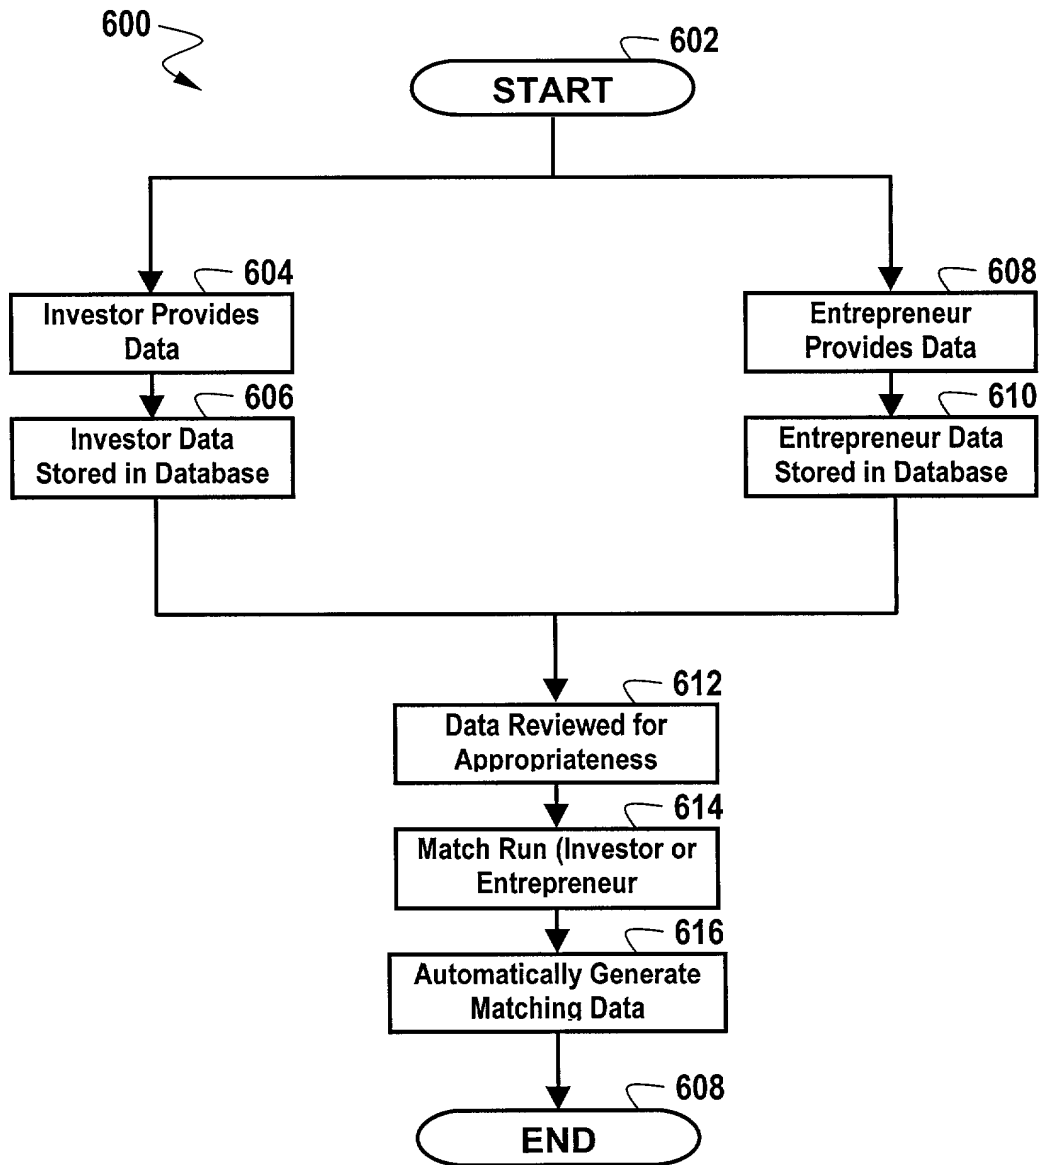 600
602
START
604
Investor Provides
Data
606
Investor Data
Stored in Database
608
Entrepreneur
Provides Data
610
Entrepreneur Data
Stored in Database
612
Data Reviewed for
Appropriateness
614
Match Run (Investor or
Entrepreneur
616
Automatically Generate
Matching Data
608
END